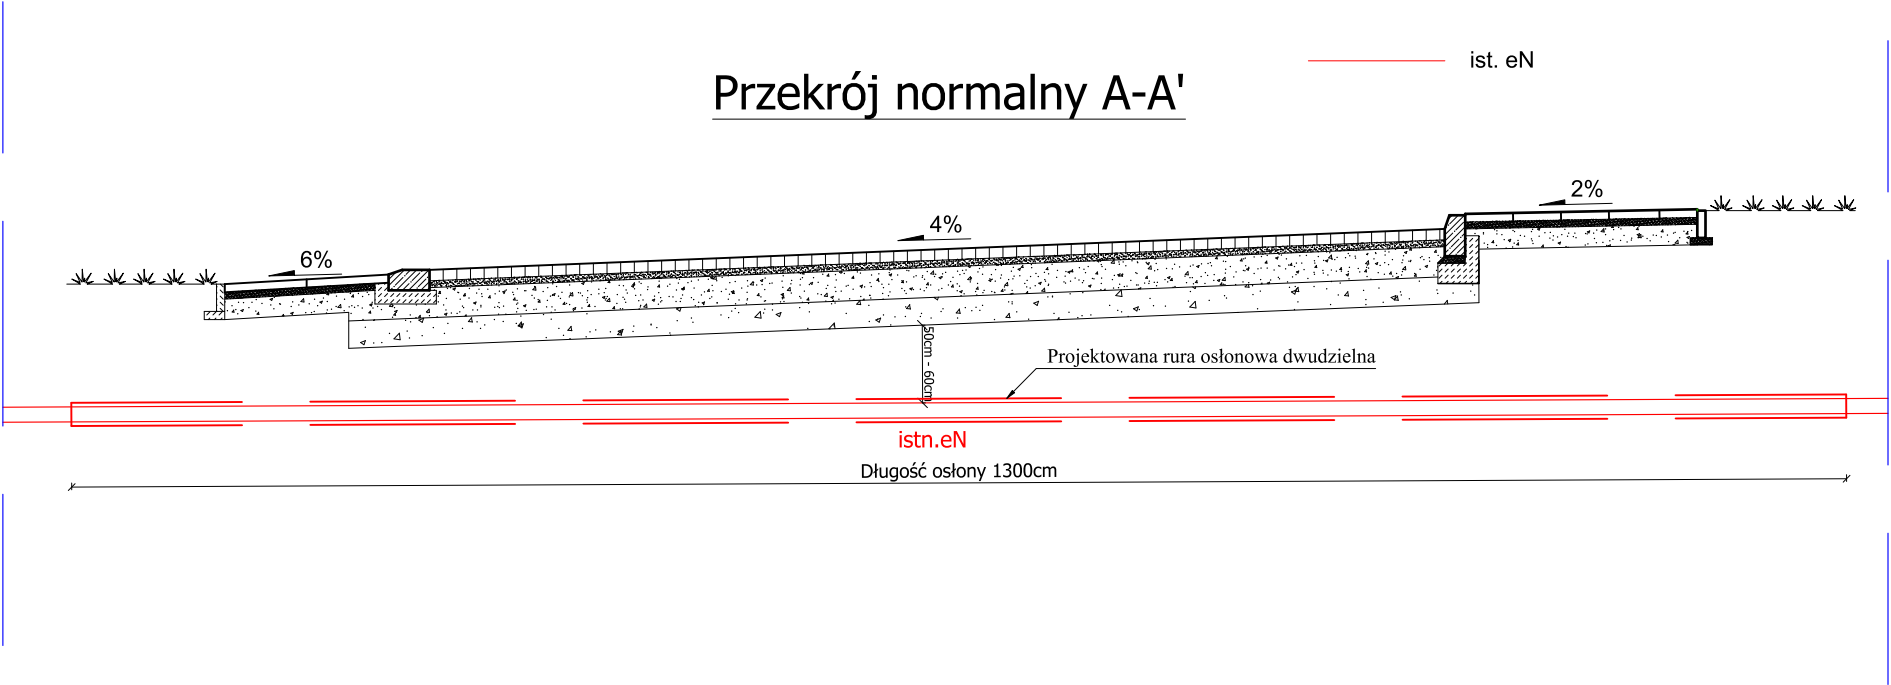 ist. eN
Przekrój normalny A-A'
2%
4%
6%
50cm - 60cm
Projektowana rura osłonowa dwudzielna
istn.eN
Długość osłony 1300cm